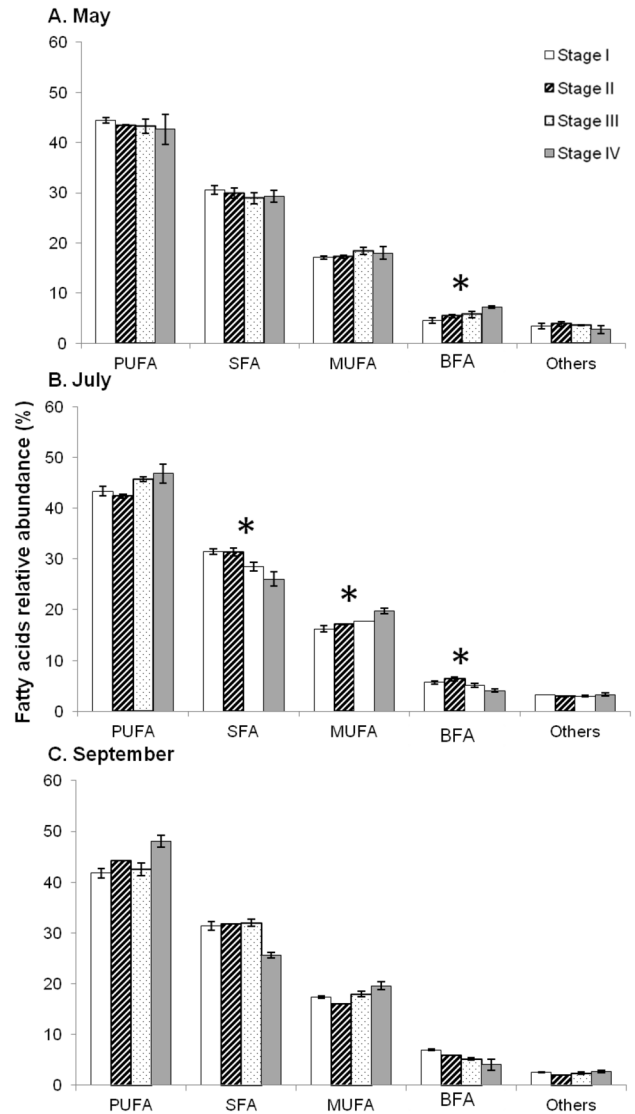 A. May
60
50
40
30
20
10
0
Stage I
Stage II
Stage III
Stage IV
*
PUFA SFA MUFA BFA Others
Fatty acids relative abundance (%)
B. July
60
50
40
30
20
10
0
* * *
PUFA SFA MUFA BFA Others
C. September
60
50
40
30
20
10
0
PUFA SFA MUFA BFA Others